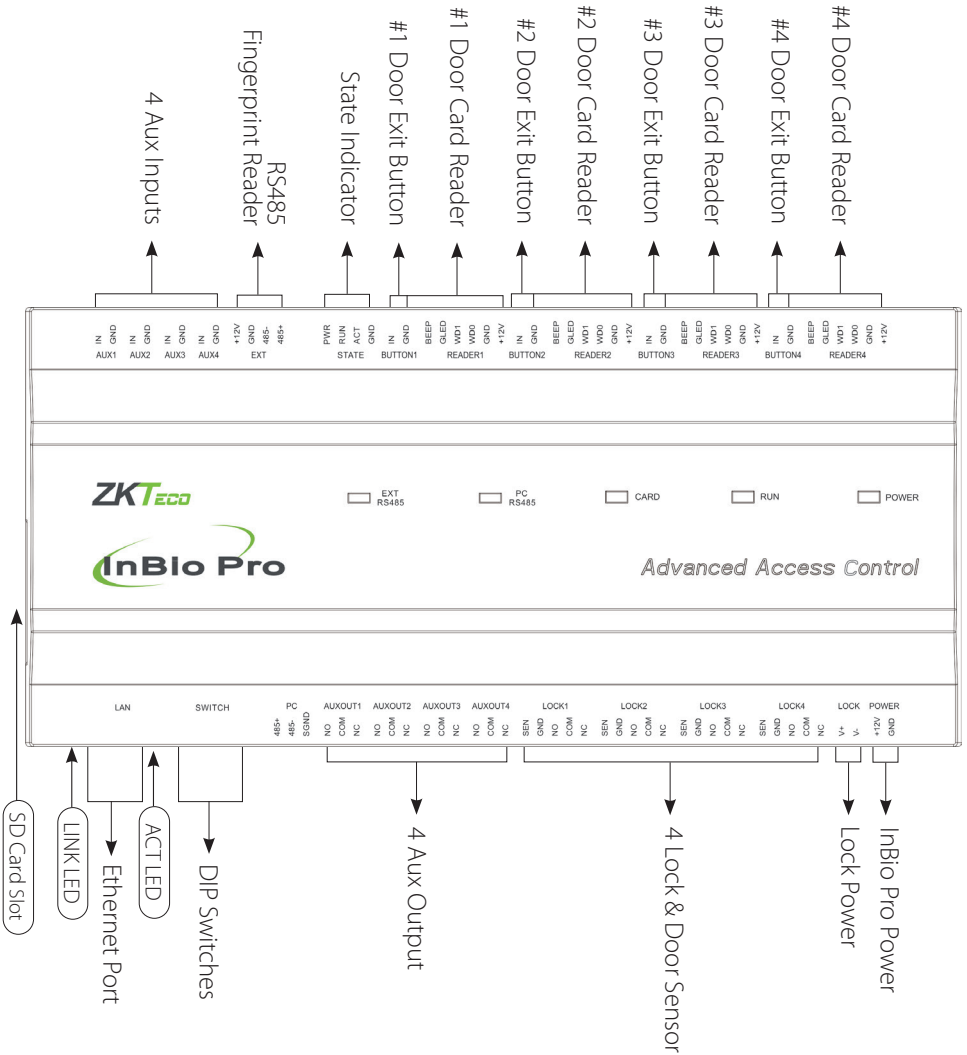 4 Aux Inputs
RS485
Fingerprint Reader
State Indicator
#1 Door Exit Button
#1 Door Card Reader
#2 Door Exit Button
#2 Door Card Reader
#3 Door Exit Button
#3 Door Card Reader
#4 Door Exit Button
#4 Door Card Reader
IN GND IN GND IN GND IN GND +12V GND 485- 485+ PWR RUN ACT GND IN GND BEEP GLED WD1 WD0 GND +12V IN GND BEEP GLED WD1 WD0 GND +12V IN GND BEEP GLED WD1 WD0 GND +12V IN GND BEEP GLED WD1 WD0 GND +12V
AUX1 AUX2 AUX3 AUX4 EXT STATE BUTTON1 READER1 BUTTON2 READER2 BUTTON3 READER3 BUTTON4 READER4
ZKTECO
EXT
RS485
PC
RS485
CARD
RUN
POWER
InBio Pro
Advanced Access Control
LAN SWITCH PC AUXOUT1 AUXOUT2 AUXOUT3 AUXOUT4 LOCK1 LOCK2 LOCK3 LOCK4 LOCK POWER
485+ 485- SGND NO COM NC NO COM NC NO COM NC NO COM NC SEN GND NO COM NC SEN GND NO COM NC SEN GND NO COM NC SEN GND NO COM NC V+ V- +12V GND
SD Card Slot
LINK LED
Ethernet Port
ACT LED
DIP Switches
4 Aux Output
4 Lock & Door Sensor
Lock Power
InBio Pro Power